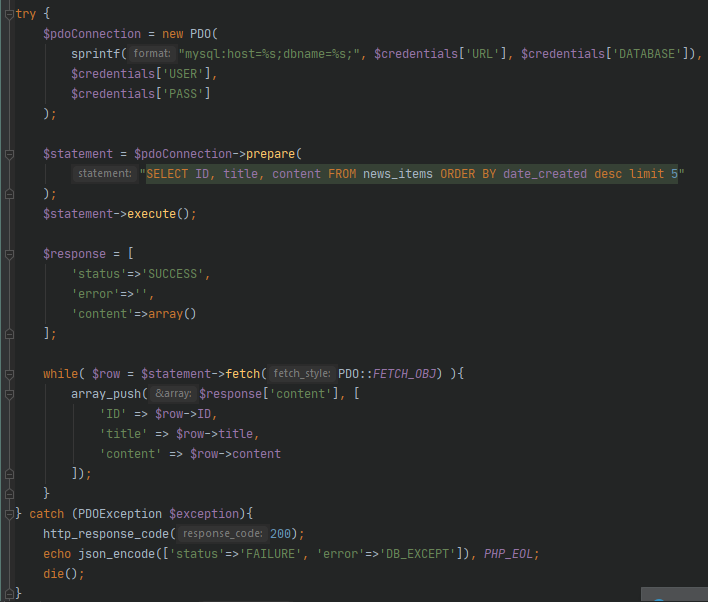 try {
$pdoConnection = new PDO(
sprintf( format: "mysql:host=%s;dbname=%s;", $credentials['URL'], $credentials['DATABASE']),
$credentials['USER'],
$credentials['PASS']
);
$statement = $pdoConnection->prepare(
statement: "SELECT ID, title, content FROM news_items ORDER BY date_created desc limit 5"
);
$statement->execute();
$response = [
'status'=>'SUCCESS',
'error'=>'',
'content'=>array()
];
while( $row = $statement->fetch( fetch_style: PDO::FETCH_OBJ) ){
array_push( &array: $response['content'], [
'ID' => $row->ID,
'title' => $row->title,
'content' => $row->content
]);
}
} catch (PDOException $exception){
http_response_code( response_code: 200);
echo json_encode(['status'=>'FAILURE', 'error'=>'DB_EXCEPT']), PHP_EOL;
die();
}